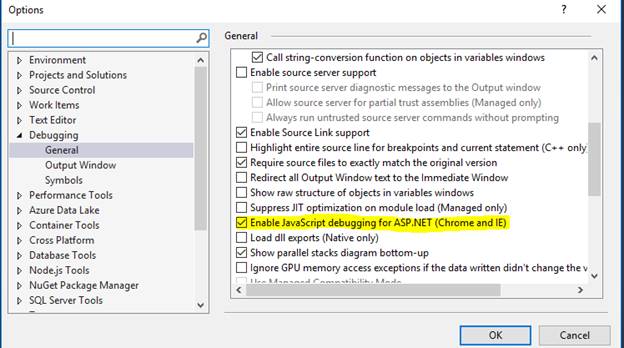 Options
General
Environment
Projects and Solutions
Source Control
Work Items
Text Editor
Debugging
General
Output Window
Symbols
Performance Tools
Azure Data Lake
Container Tools
Cross Platform
Database Tools
Node.js Tools
NuGet Package Manager
SQL Server Tools
Call string-conversion function on objects in variables windows
Enable source server support
Print source server diagnostic messages to the Output window
Allow source server for partial trust assemblies (Managed only)
Always run untrusted source server commands without prompting
Enable Source Link support
Highlight entire source line for breakpoints and current statement (C++ only
Require source files to exactly match the original version
Redirect all Output Window text to the Immediate Window
Show raw structure of objects in variables windows
Suppress JIT optimization on module load (Managed only)
Enable JavaScript debugging for ASP.NET (Chrome and IE)
Load dll exports (Native only)
Show parallel stacks diagram bottom-up
Ignore GPU memory access exceptions if the data written didn't change the v
Use Managed Compatibility Mode
OK
Cancel